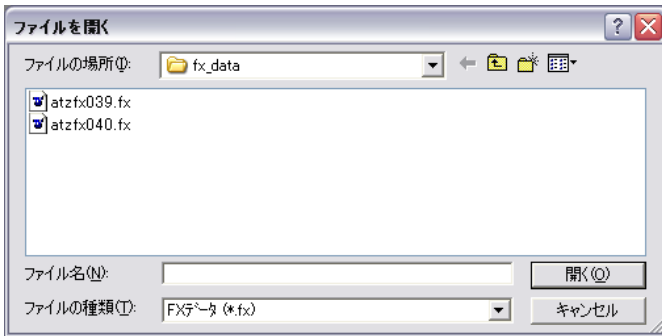 ファイルを開く
ファイルの場所(I):
fx_data
atzfx039.fx
atzfx040.fx
ファイル名(N):
開く(O)
ファイルの種類(T):
FXデータ (*.fx)
キャンセル